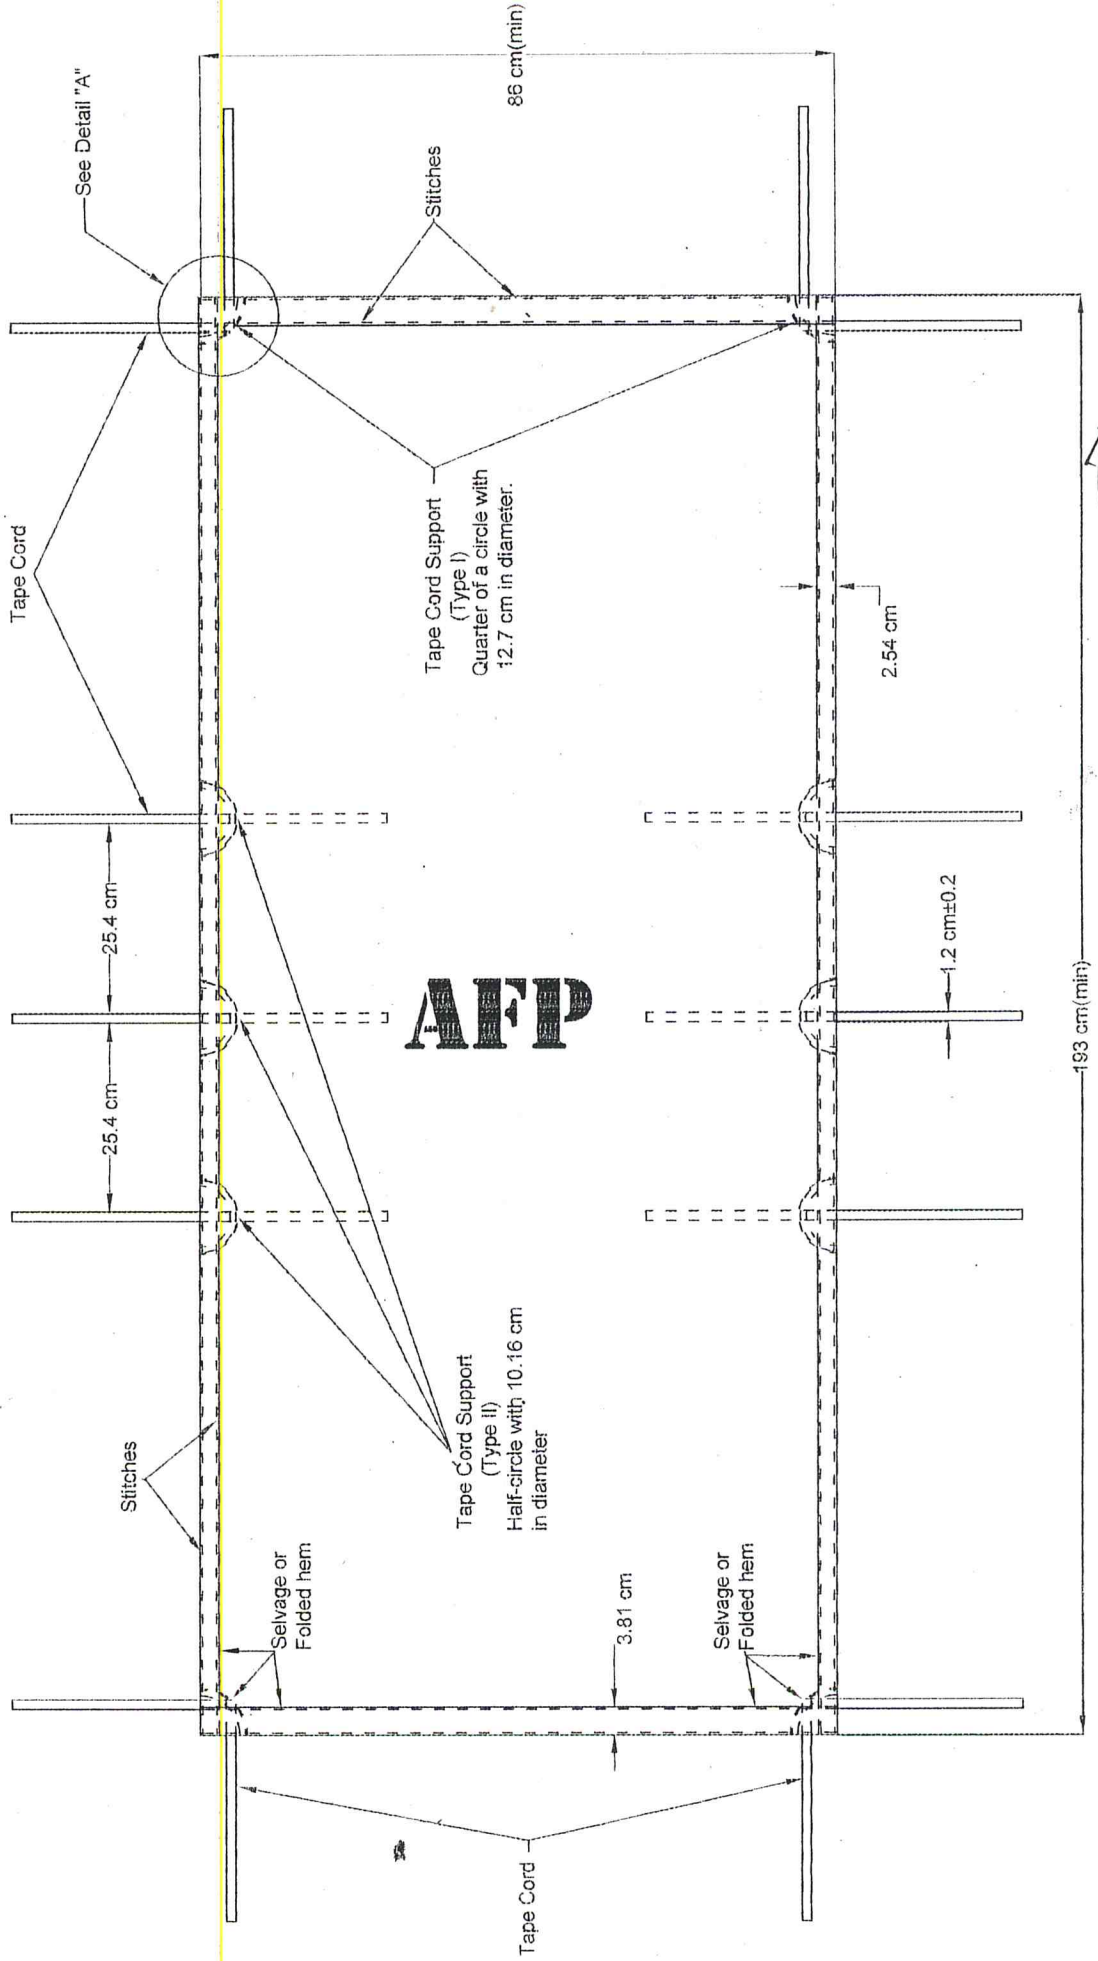 See Detail "A"
Tape Cord
86 cm(min)
Stitches
25.4 cm
25.4 cm
Tape Cord Support
(Type I)
Quarter of a circle with
12.7 cm in diameter.
Stitches
AFP
2.54 cm
Tape Cord Support
(Type II)
Half-circle with 10.16 cm
in diameter
1.2 cm±0.2
Selvage or
Folded hem
3.81 cm
Selvage or
Folded hem
193 cm(min)
Tape Cord